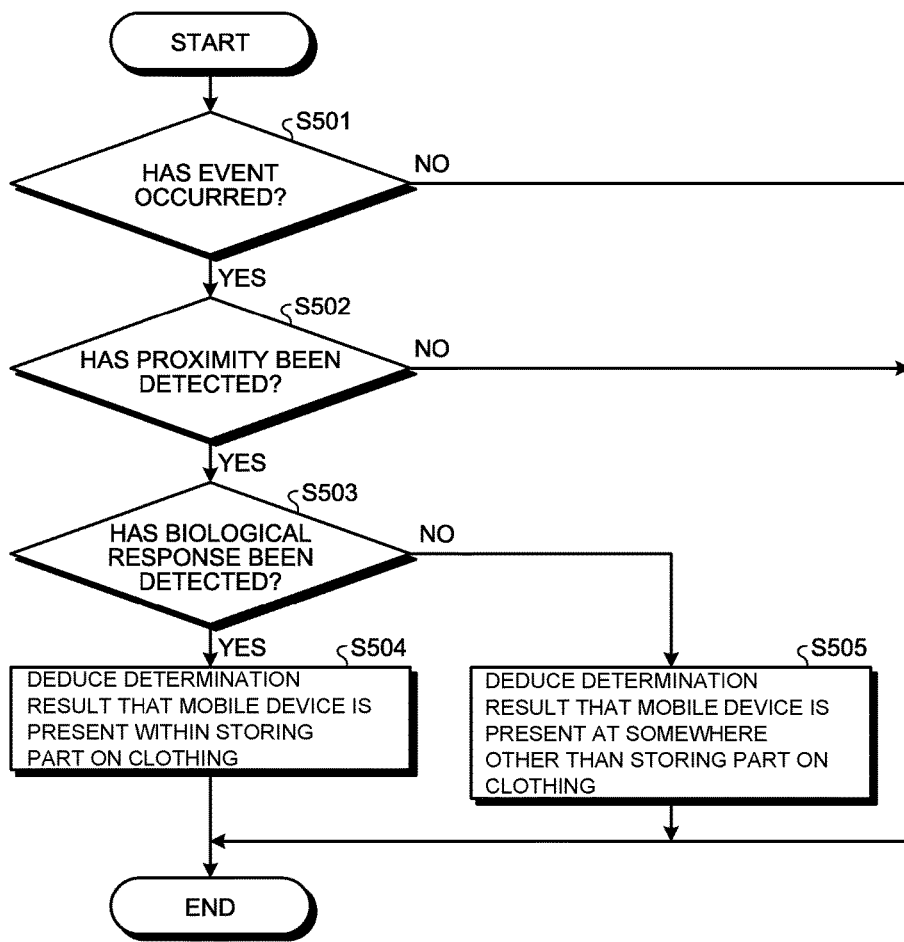 START
S501
HAS EVENT
OCCURRED?
NO
YES
S502
HAS PROXIMITY BEEN
DETECTED?
NO
YES
S503
HAS BIOLOGICAL
RESPONSE BEEN
DETECTED?
NO
YES
S504
DEDUCE DETERMINATION
RESULT THAT MOBILE DEVICE IS
PRESENT WITHIN STORING
PART ON CLOTHING
S505
DEDUCE DETERMINATION
RESULT THAT MOBILE DEVICE IS
PRESENT AT SOMEWHERE
OTHER THAN STORING PART ON
CLOTHING
END